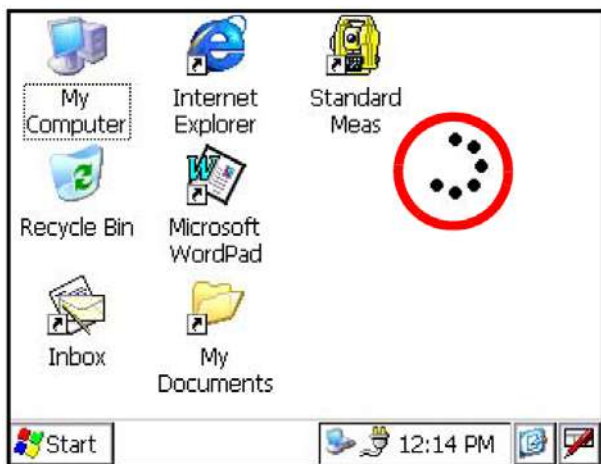 My
Computer
Internet
Explorer
Standard
Meas
Recycle Bin
Microsoft
WordPad
Inbox
My
Documents
Start
12:14 PM